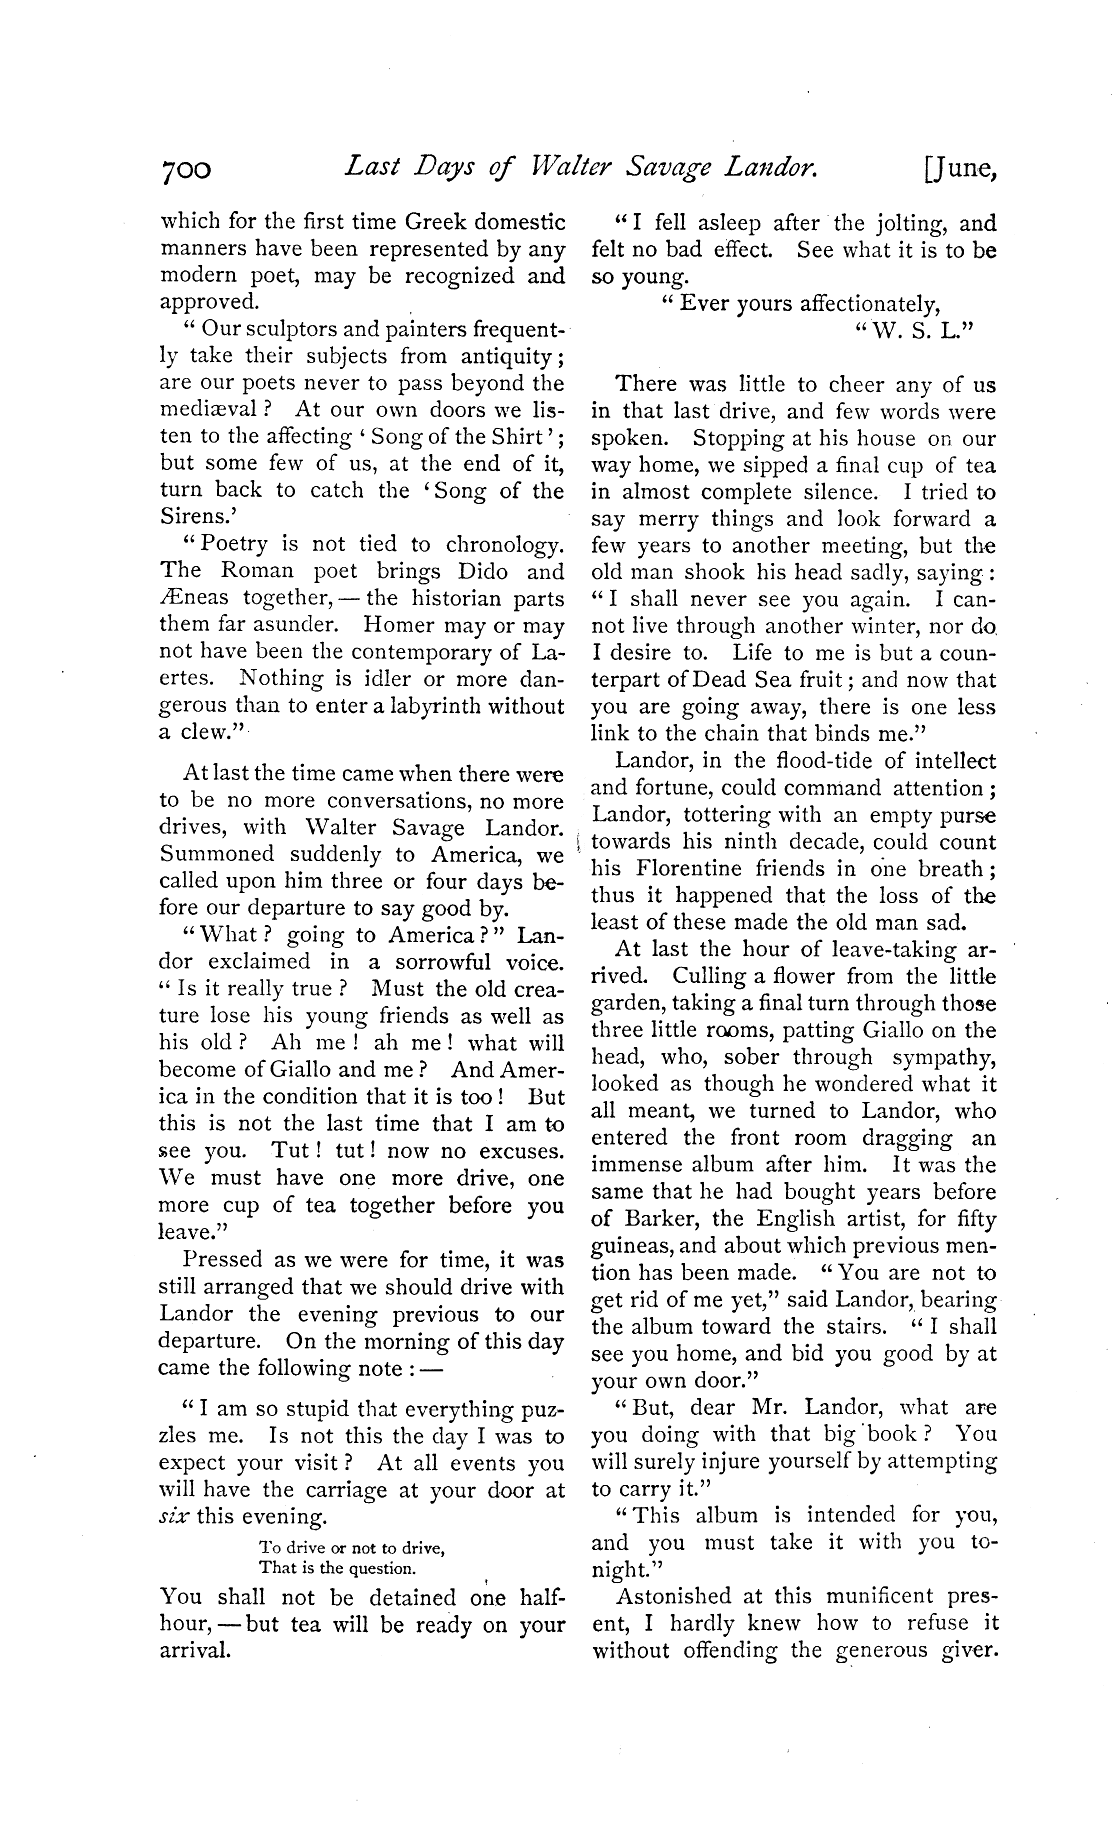 700 Last Days of Walter Savage Landor. [June,
which for the first time Greek domestic
manners have been represented by any
modern poet, may be recognized and
approved.
“ Our sculptors and painters frequent-
ly take their subjects from antiquity ;
are our poets never to pass beyond the
mediæval ? At our own doors we lis-
ten to the affecting ‘ Song of the Shirt ’ ;
but some few of us, at the end of it,
turn back to catch the ‘ Song of the
Sirens.’
“ Poetry is not tied to chronology.
The Roman poet brings Dido and
Æneas together, — the historian parts
them far asunder. Homer may or may
not have been the contemporary of La-
ertes. Nothing is idler or more dan-
gerous than to enter a labyrinth without
a clew.”
At last the time came when there were
to be no more conversations, no more
drives, with Walter Savage Landor.
Summoned suddenly to America, we
called upon him three or four days be-
fore our departure to say good by.
“ What ? going to America ? ” Lan-
dor exclaimed in a sorrowful voice.
“ Is it really true ? Must the old crea-
ture lose his young friends as well as
his old ? Ah me ! ah me ! what will
become of Giallo and me ? And Amer-
ica in the condition that it is too ! But
this is not the last time that I am to
see you. Tut ! tut ! now no excuses.
We must have one more drive, one
more cup of tea together before you
leave.”
Pressed as we were for time, it was
still arranged that we should drive with
Landor the evening previous to our
departure. On the morning of this day
came the following note : —
“ I am so stupid that everything puz-
zles me. Is not this the day I was to
expect your visit ? At all events you
will have the carriage at your door at
six this evening.
To drive or not to drive,
That is the question.
You shall not be detained one half-
hour, — but tea will be ready on your
arrival.
“ I fell asleep after the jolting, and
felt no bad effect. See what it is to be
so young.
“ Ever yours affectionately,
“ W. S. L.”
There was little to cheer any of us
in that last drive, and few words were
spoken. Stopping at his house on our
way home, we sipped a final cup of tea
in almost complete silence. I tried to
say merry things and look forward a
few years to another meeting, but the
old man shook his head sadly, saying :
“ I shall never see you again. I can-
not live through another winter, nor do
I desire to. Life to me is but a coun-
terpart of Dead Sea fruit ; and now that
you are going away, there is one less
link to the chain that binds me.”
Landor, in the flood-tide of intellect
and fortune, could command attention ;
Landor, tottering with an empty purse
towards his ninth decade, could count
his Florentine friends in one breath ;
thus it happened that the loss of the
least of these made the old man sad.
At last the hour of leave-taking ar-
rived. Culling a flower from the little
garden, taking a final turn through those
three little rooms, patting Giallo on the
head, who, sober through sympathy,
looked as though he wondered what it
all meant, we turned to Landor, who
entered the front room dragging an
immense album after him. It was the
same that he had bought years before
of Barker, the English artist, for fifty
guineas, and about which previous men-
tion has been made. “ You are not to
get rid of me yet,” said Landor, bearing
the album toward the stairs. “ I shall
see you home, and bid you good by at
your own door.”
“ But, dear Mr. Landor, what are
you doing with that big book ? You
will surely injure yourself by attempting
to carry it.”
“ This album is intended for you,
and you must take it with you to-
night.”
Astonished at this munificent pres-
ent, I hardly knew how to refuse it
without offending the generous giver.